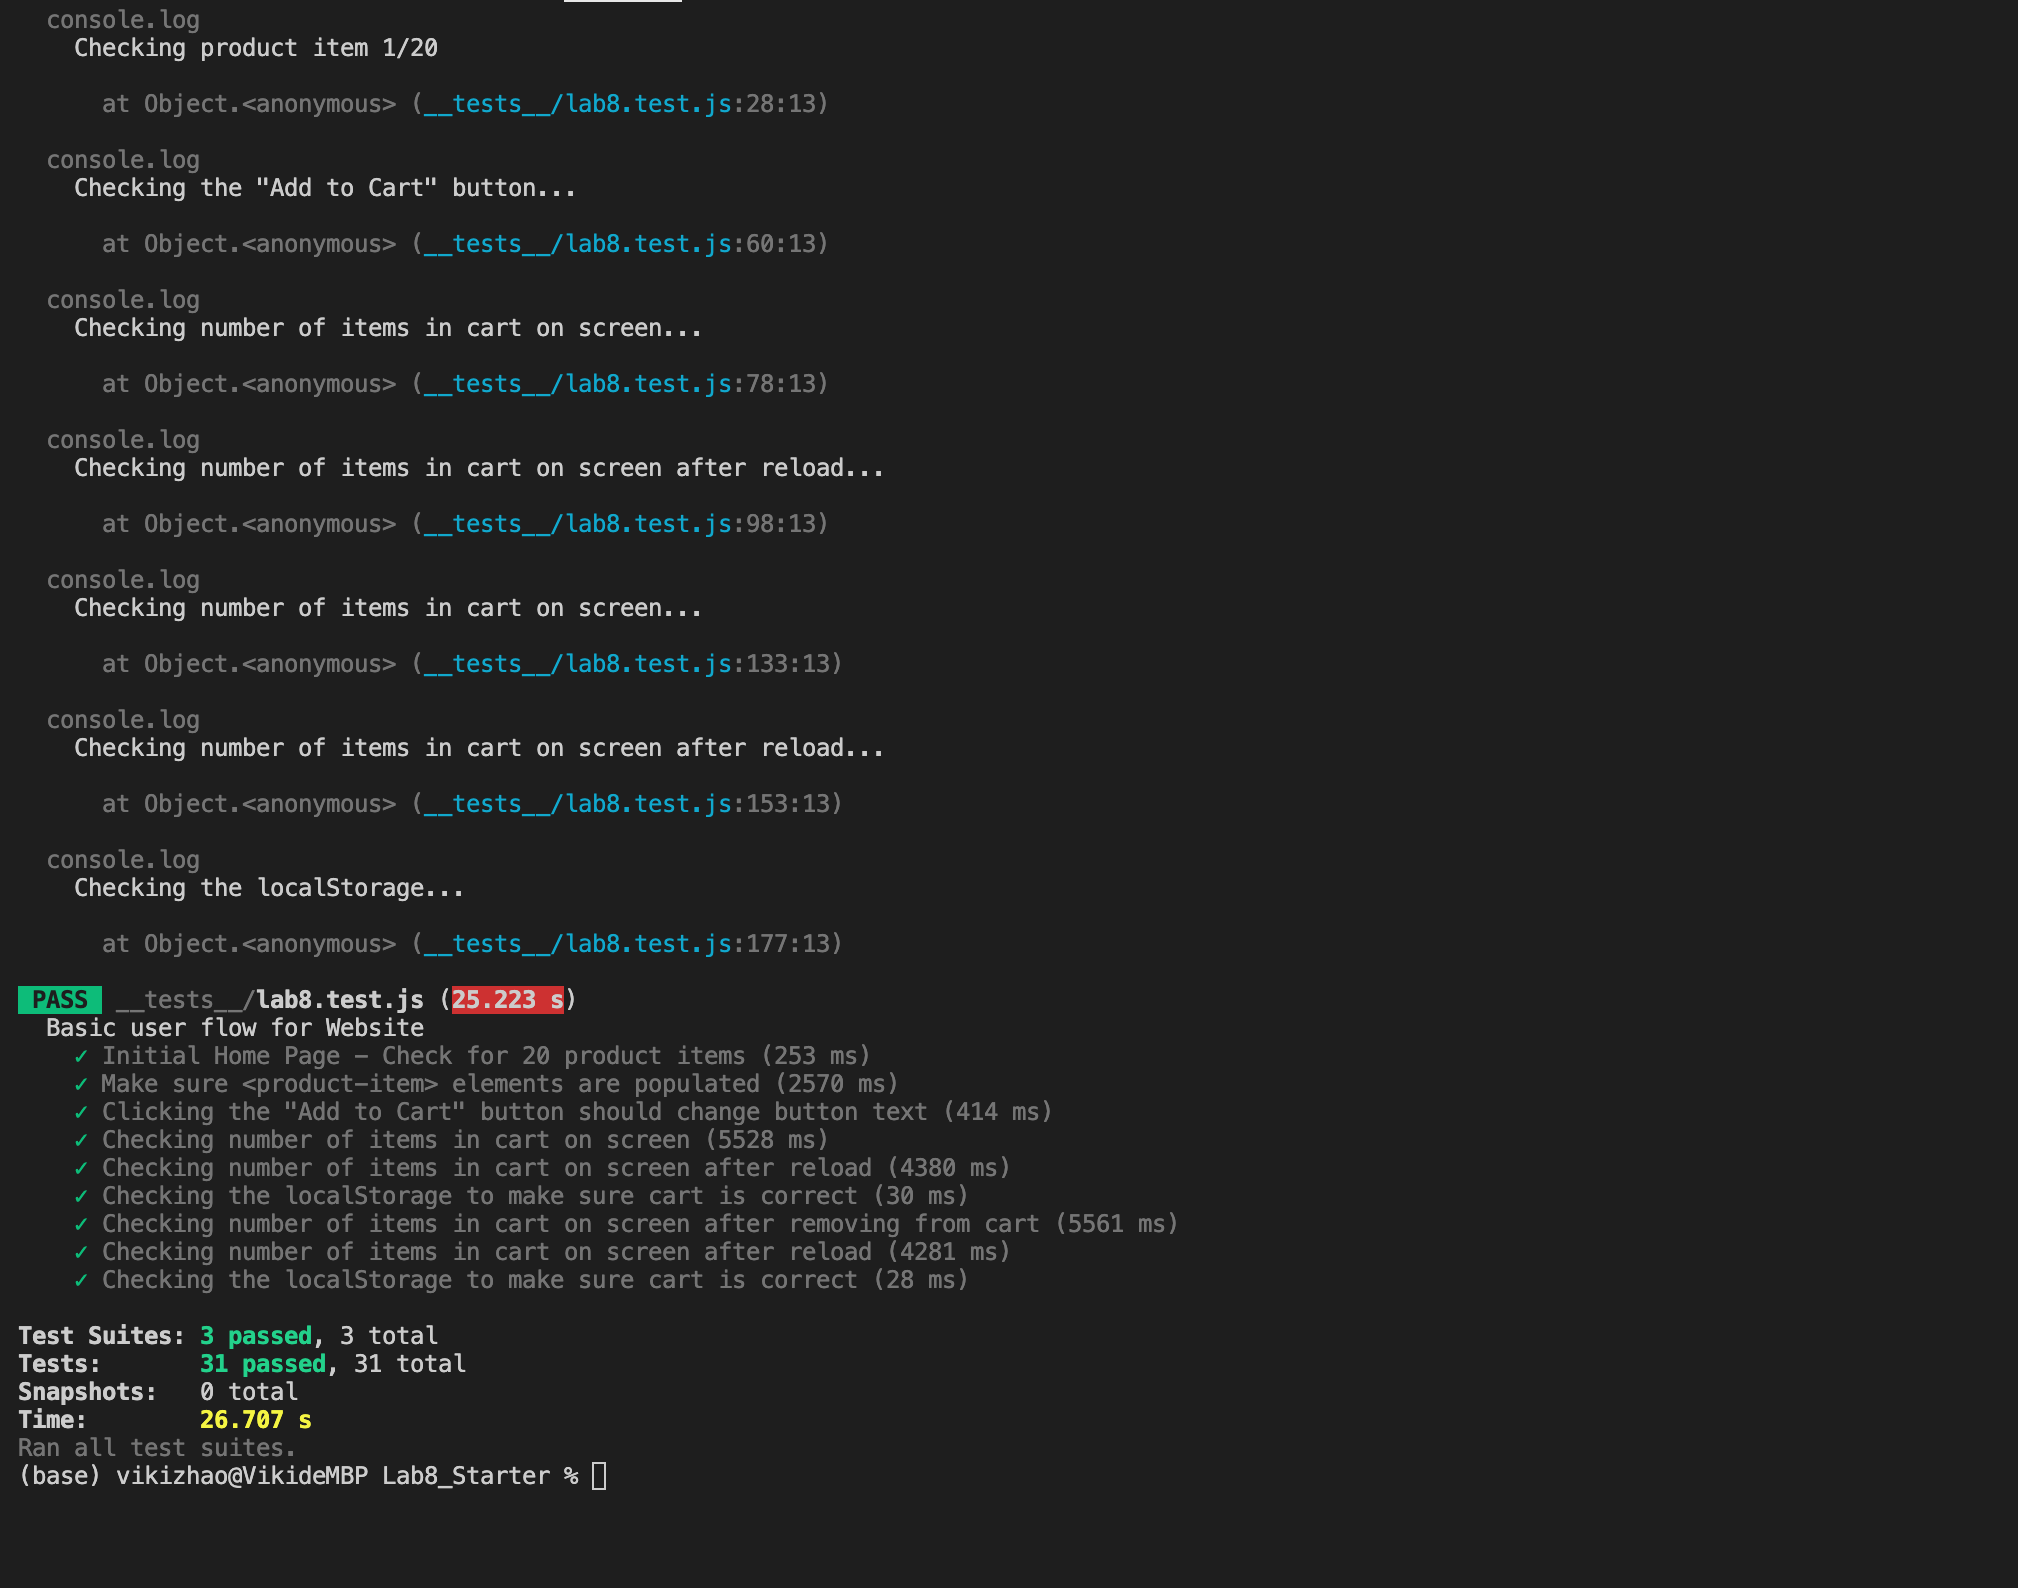 console.log
Checking product item 1/20
at Object.<anonymous> (__tests__/lab8.test.js:28:13)
console.log
Checking the "Add to Cart" button...
at Object.<anonymous> (__tests__/lab8.test.js:60:13)
console.log
Checking number of items in cart on screen...
at Object.<anonymous> (__tests__/lab8.test.js:78:13)
console.log
Checking number of items in cart on screen after reload...
at Object.<anonymous> (__tests__/lab8.test.js:98:13)
console.log
Checking number of items in cart on screen...
at Object.<anonymous> (__tests__/lab8.test.js:133:13)
console.log
Checking number of items in cart on screen after reload...
at Object.<anonymous> (__tests__/lab8.test.js:153:13)
console.log
Checking the localStorage...
at Object.<anonymous> (__tests__/lab8.test.js:177:13)
PASS __tests__/lab8.test.js (25.223 s)
Basic user flow for Website
✓ Initial Home Page – Check for 20 product items (253 ms)
✓ Make sure <product-item> elements are populated (2570 ms)
✓ Clicking the "Add to Cart" button should change button text (414 ms)
✓ Checking number of items in cart on screen (5528 ms)
✓ Checking number of items in cart on screen after reload (4380 ms)
✓ Checking the localStorage to make sure cart is correct (30 ms)
✓ Checking number of items in cart on screen after removing from cart (5561 ms)
✓ Checking number of items in cart on screen after reload (4281 ms)
✓ Checking the localStorage to make sure cart is correct (28 ms)
Test Suites: 3 passed, 3 total
Tests: 31 passed, 31 total
Snapshots: 0 total
Time: 26.707 s
Ran all test suites.
(base) vikizhao@VikideMBP Lab8_Starter %